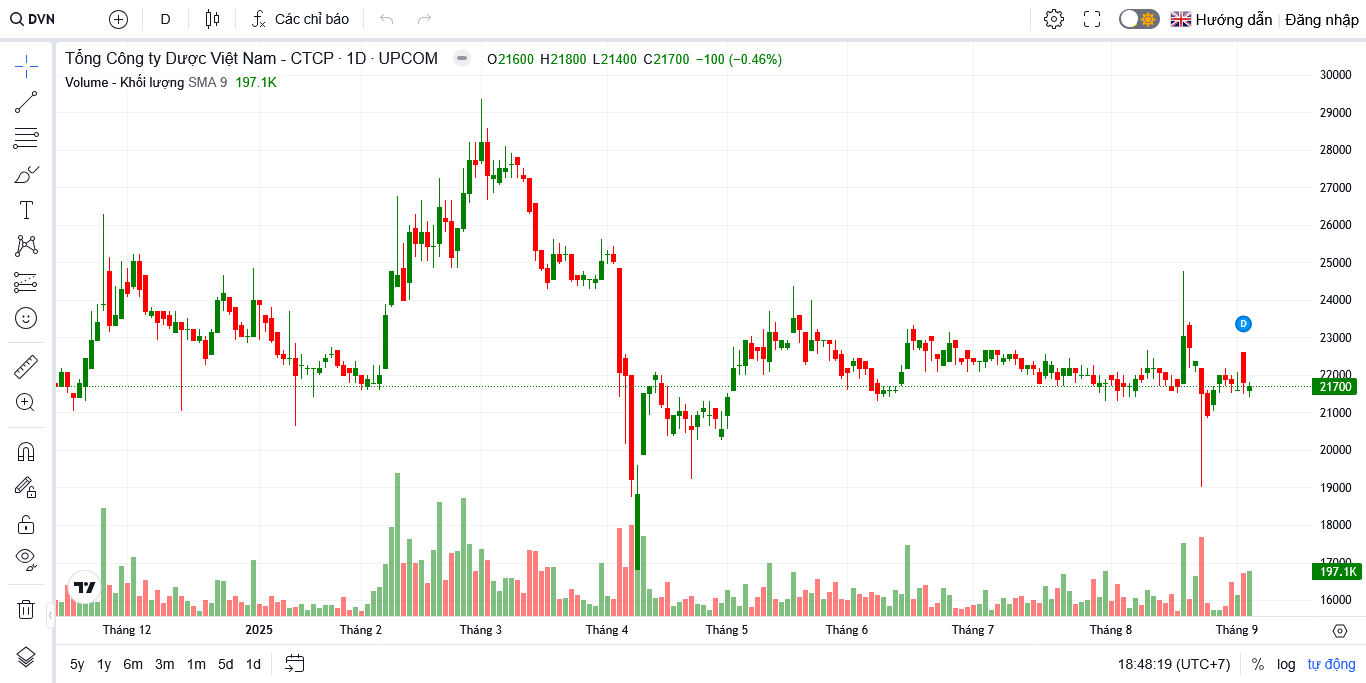 DVN D Các chỉ báo Hướng dẫn Đăng nhập
Tổng Công ty Dược Việt Nam - CTCP · 1D · UPCOM O21600 H21800 L21400 C21700 −100 (−0.46%)
Volume - Khối lượng SMA 9 197.1K
30000
29000
28000
27000
26000
25000
24000
D
23000
22000
21700
21000
20000
19000
18000
17000
197.1K
16000
Tháng 12 2025 Tháng 2 Tháng 3 Tháng 4 Tháng 5 Tháng 6 Tháng 7 Tháng 8 Tháng 9
5y 1y 6m 3m 1m 5d 1d 18:48:19 (UTC+7) % log tự động